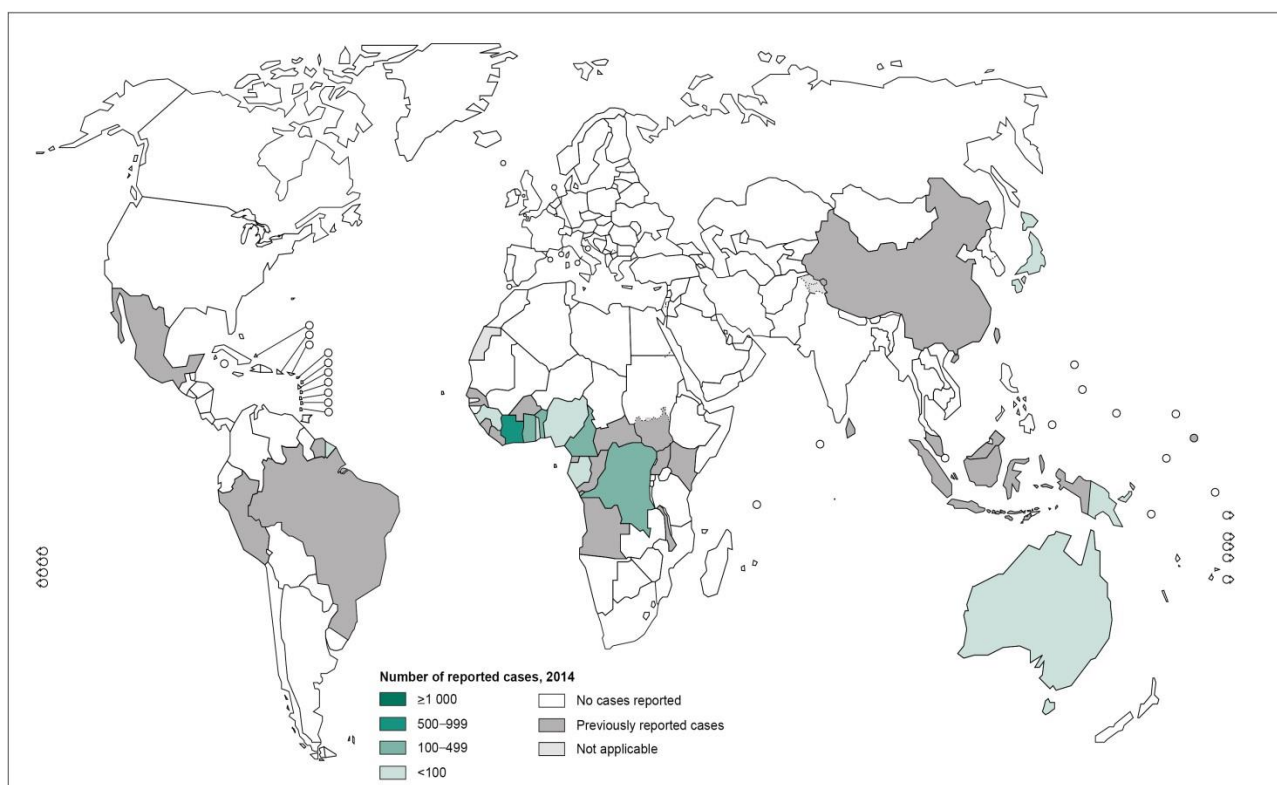 Number of reported cases, 2014
≥1 000
500–999
100–499
<100
No cases reported
Previously reported cases
Not applicable